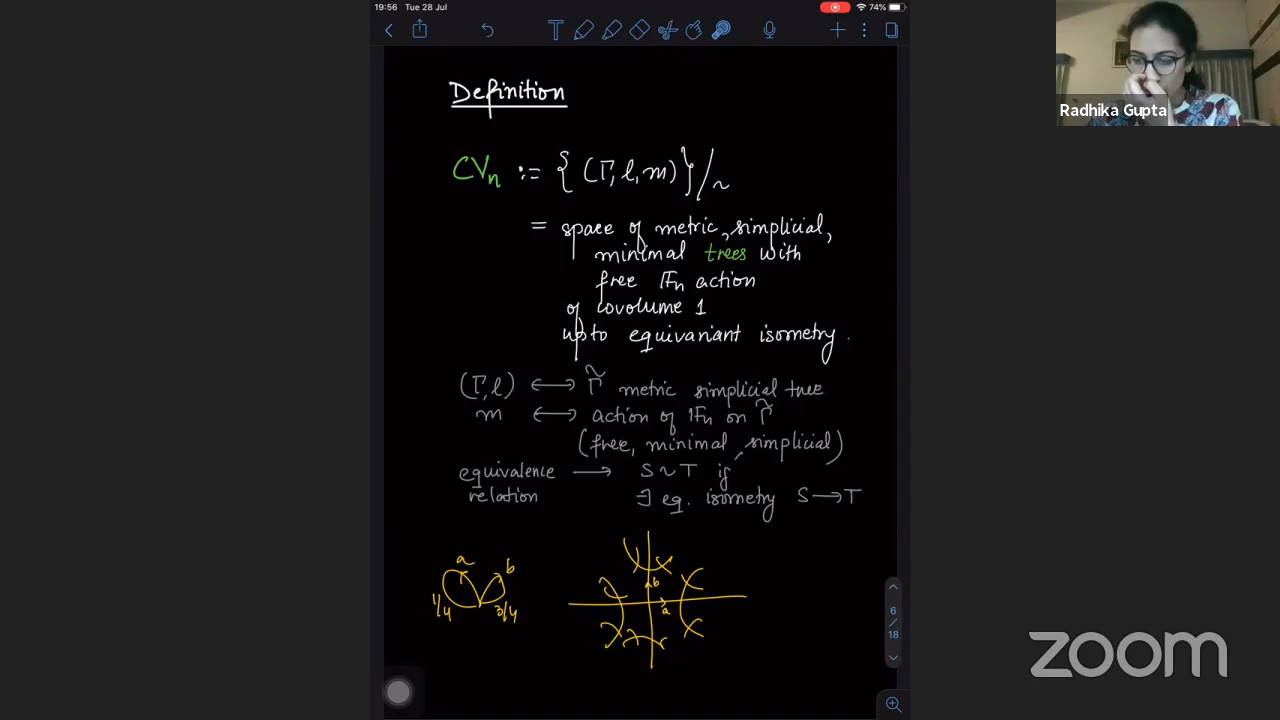 19:56 Tue 28 Jul
74%
Radhika Gupta
Definition
CVn := { (Γ, l, m) } / ~
= space of metric, simplicial,
minimal trees with
free Fn action
of covolume 1
upto equivariant isometry.
(Γ, l) ⟷ Γ̃ metric simplicial tree
m ⟷ action of Fn on Γ̃
(free, minimal, simplicial)
equivalence relation ⟶ S ~ T if
∃ eq. isometry S ⟶ T
a b
1/4 3/4
b
a
6 / 18
zoom